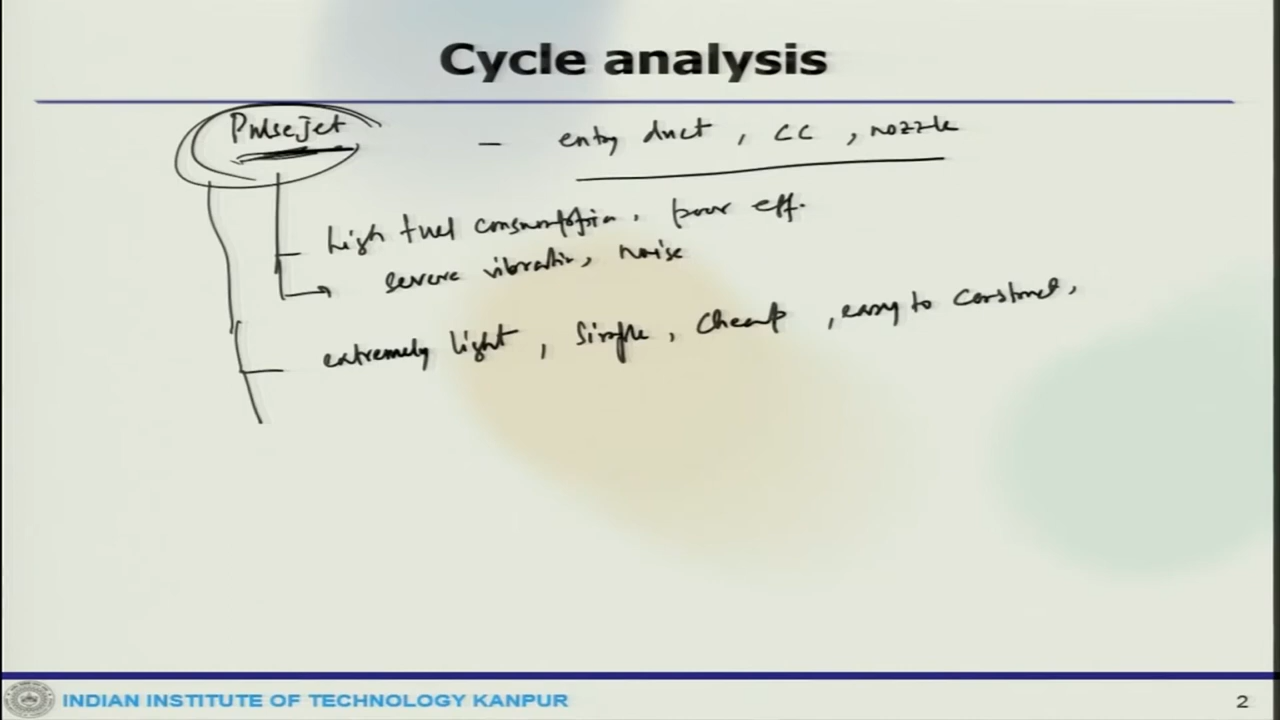 Cycle analysis
Pulsejet — entry duct, CC, nozzle
high fuel consumption, poor eff.
severe vibration, noise
extremely light, simple, cheap, easy to construct,
INDIAN INSTITUTE OF TECHNOLOGY KANPUR
2